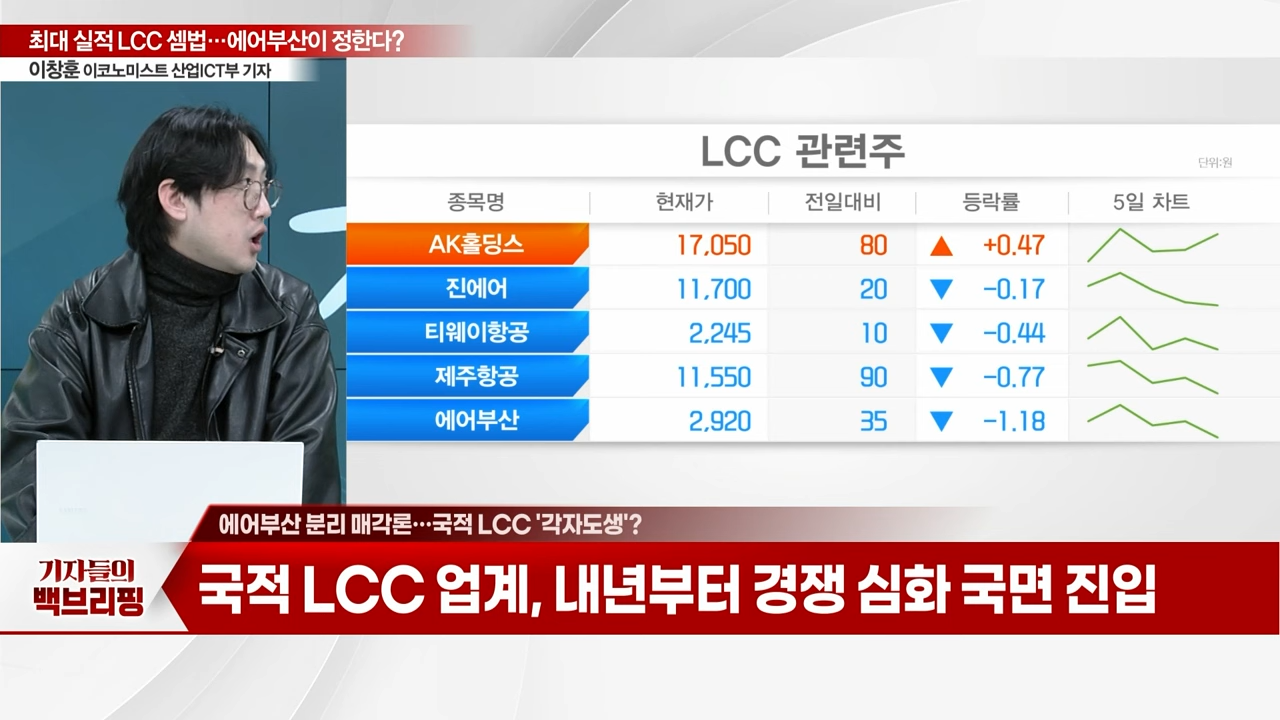 최대 실적 LCC 셈법…에어부산이 정한다?
이창훈 이코노미스트 산업ICT부 기자
LCC 관련주
단위:원
종목명 현재가 전일대비 등락률 5일 차트
AK홀딩스 17,050 80 ▲ +0.47
진에어 11,700 20 ▼ -0.17
티웨이항공 2,245 10 ▼ -0.44
제주항공 11,550 90 ▼ -0.77
에어부산 2,920 35 ▼ -1.18
에어부산 분리 매각론…국적 LCC '각자도생'?
기자들의
백브리핑
국적 LCC 업계, 내년부터 경쟁 심화 국면 진입